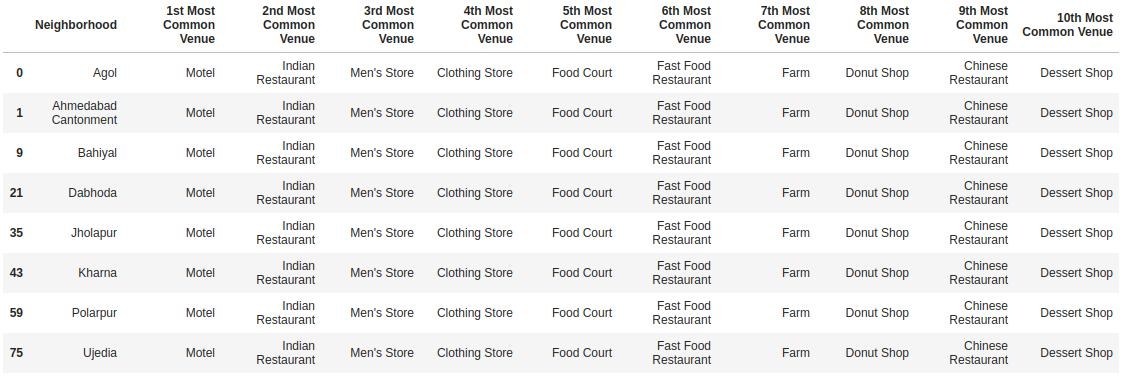 Neighborhood 1st Most Common Venue 2nd Most Common Venue 3rd Most Common Venue 4th Most Common Venue 5th Most Common Venue 6th Most Common Venue 7th Most Common Venue 8th Most Common Venue 9th Most Common Venue 10th Most Common Venue
0 Agol Motel Indian Restaurant Men's Store Clothing Store Food Court Fast Food Restaurant Farm Donut Shop Chinese Restaurant Dessert Shop
1 Ahmedabad Cantonment Motel Indian Restaurant Men's Store Clothing Store Food Court Fast Food Restaurant Farm Donut Shop Chinese Restaurant Dessert Shop
9 Bahiyal Motel Indian Restaurant Men's Store Clothing Store Food Court Fast Food Restaurant Farm Donut Shop Chinese Restaurant Dessert Shop
21 Dabhoda Motel Indian Restaurant Men's Store Clothing Store Food Court Fast Food Restaurant Farm Donut Shop Chinese Restaurant Dessert Shop
35 Jholapur Motel Indian Restaurant Men's Store Clothing Store Food Court Fast Food Restaurant Farm Donut Shop Chinese Restaurant Dessert Shop
43 Kharna Motel Indian Restaurant Men's Store Clothing Store Food Court Fast Food Restaurant Farm Donut Shop Chinese Restaurant Dessert Shop
59 Polarpur Motel Indian Restaurant Men's Store Clothing Store Food Court Fast Food Restaurant Farm Donut Shop Chinese Restaurant Dessert Shop
75 Ujedia Motel Indian Restaurant Men's Store Clothing Store Food Court Fast Food Restaurant Farm Donut Shop Chinese Restaurant Dessert Shop